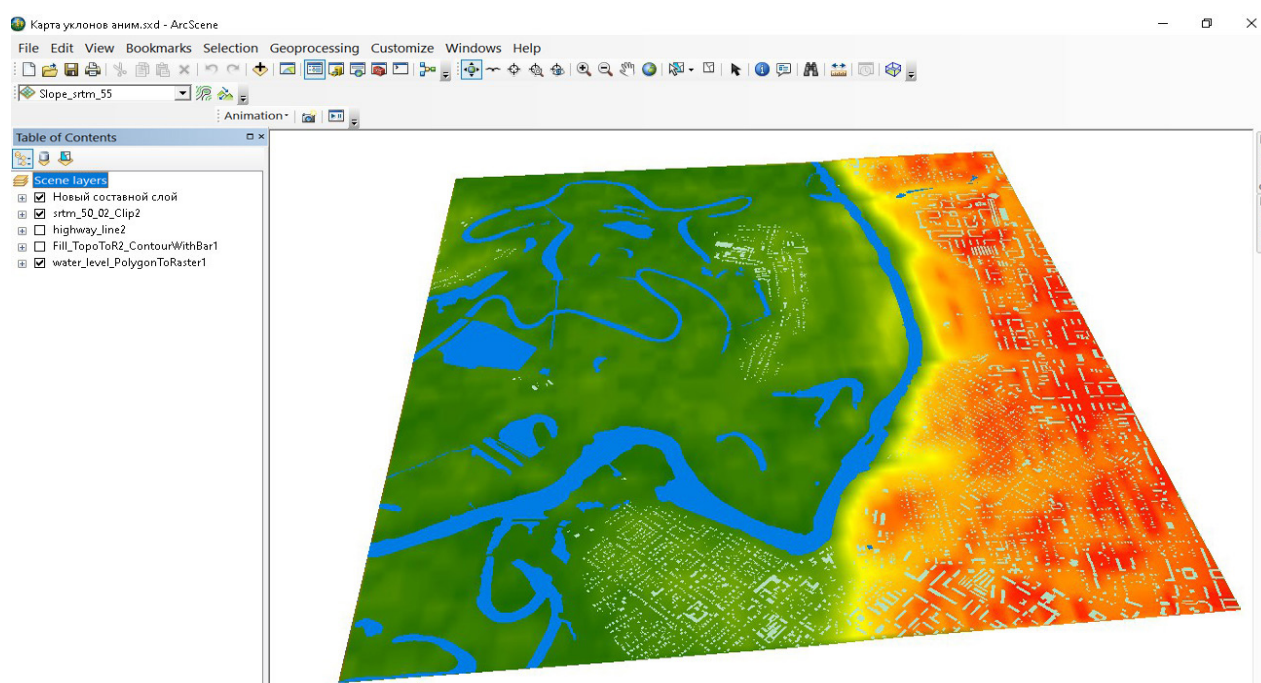 Карта уклонов аним.sxd - ArcScene
File Edit View Bookmarks Selection Geoprocessing Customize Windows Help
Slope_srtm_55
Animation
Table of Contents
Scene layers
Новый составной слой
srtm_50_02_Clip2
highway_line2
Fill_TopoToR2_ContourWithBar1
water_level_PolygonToRaster1